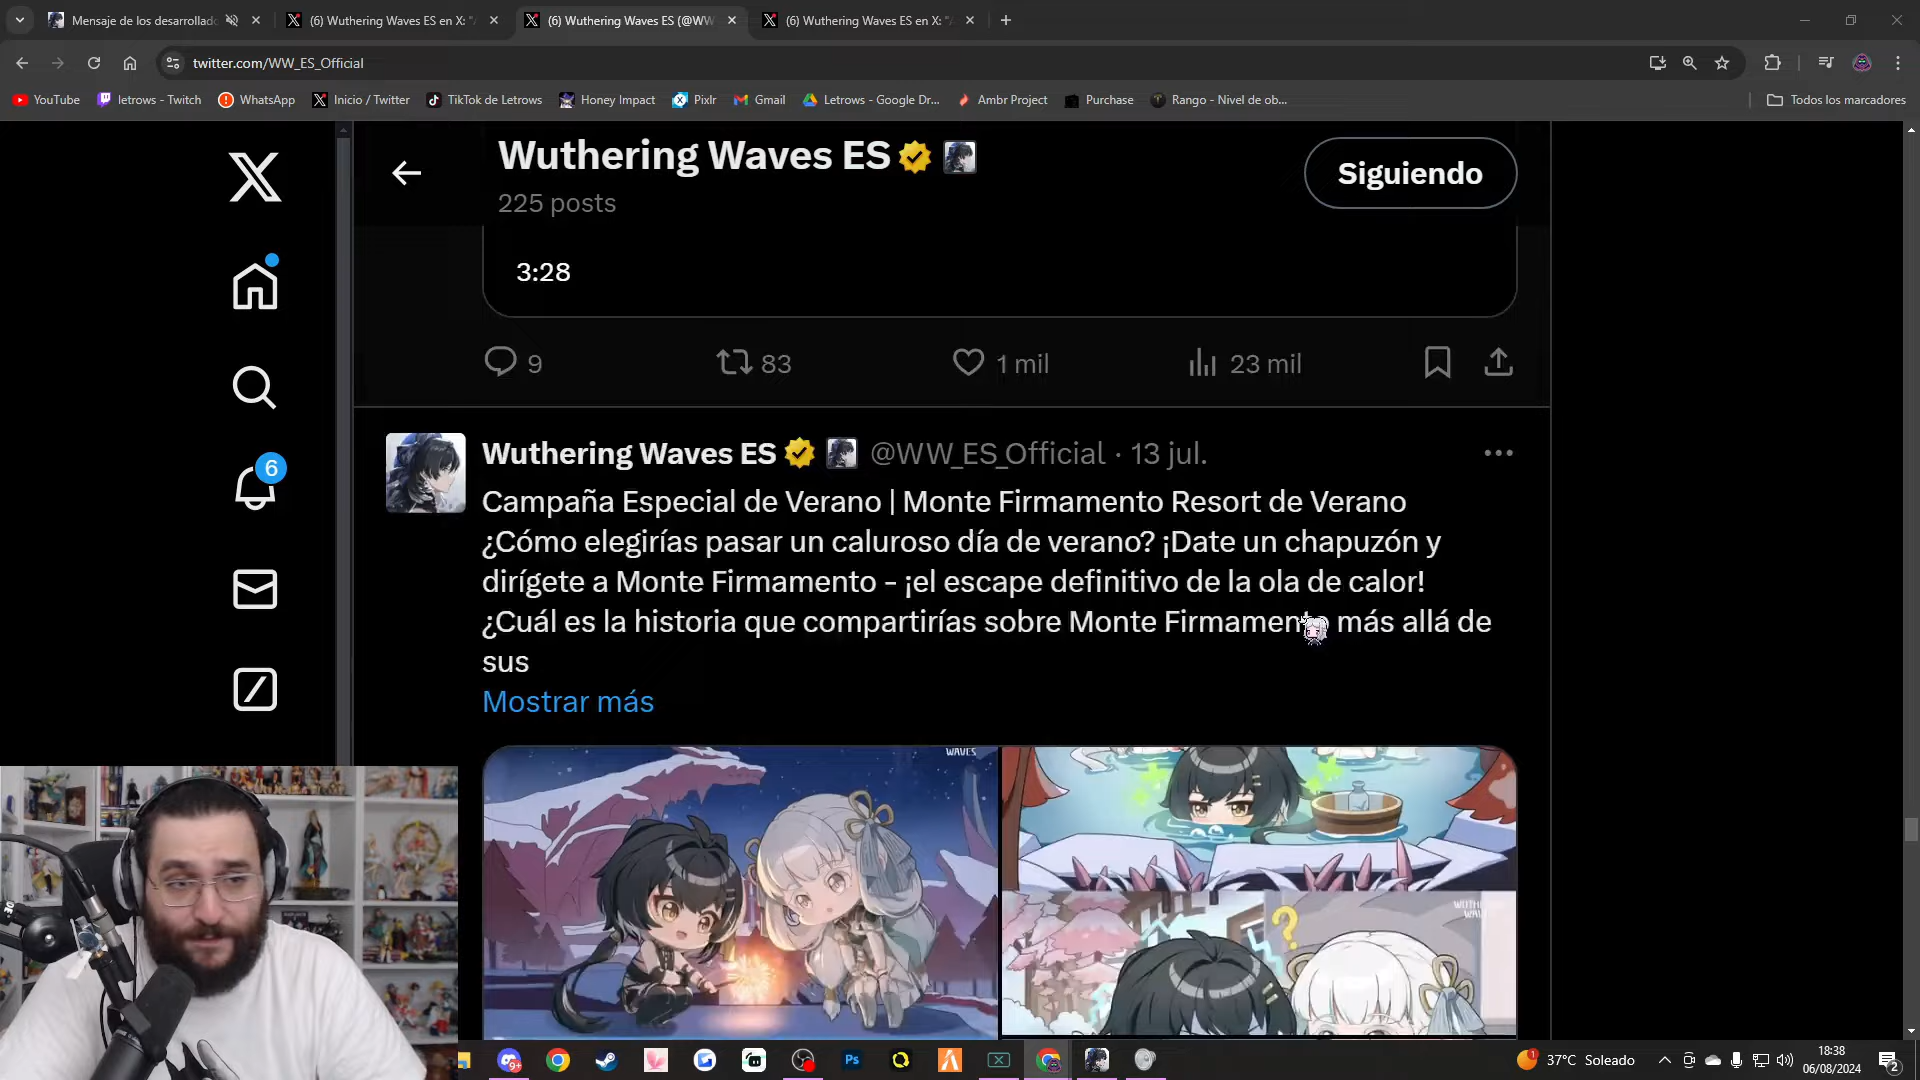 Mensaje de los desarrollad
(6) Wuthering Waves ES en X: "
(6) Wuthering Waves ES (@WW
(6) Wuthering Waves ES en X: "
twitter.com/WW_ES_Official
YouTube
letrows - Twitch
WhatsApp
Inicio / Twitter
TikTok de Letrows
Honey Impact
Pixlr
Gmail
Letrows - Google Dr...
Ambr Project
Purchase
Rango - Nivel de ob...
Todos los marcadores
Wuthering Waves ES
225 posts
Siguiendo
3:28
9
83
1 mil
23 mil
6
Wuthering Waves ES @WW_ES_Official · 13 jul.
Campaña Especial de Verano | Monte Firmamento Resort de Verano
¿Cómo elegirías pasar un caluroso día de verano? ¡Date un chapuzón y
dirígete a Monte Firmamento - ¡el escape definitivo de la ola de calor!
¿Cuál es la historia que compartirías sobre Monte Firmamento más allá de
sus
Mostrar más
WAVES
?
9+
Ps
1
37°C Soleado
18:38
06/08/2024
2